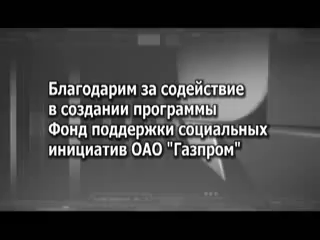 Благодарим за содействие
в создании программы
Фонд поддержки социальных
инициатив ОАО "Газпром"